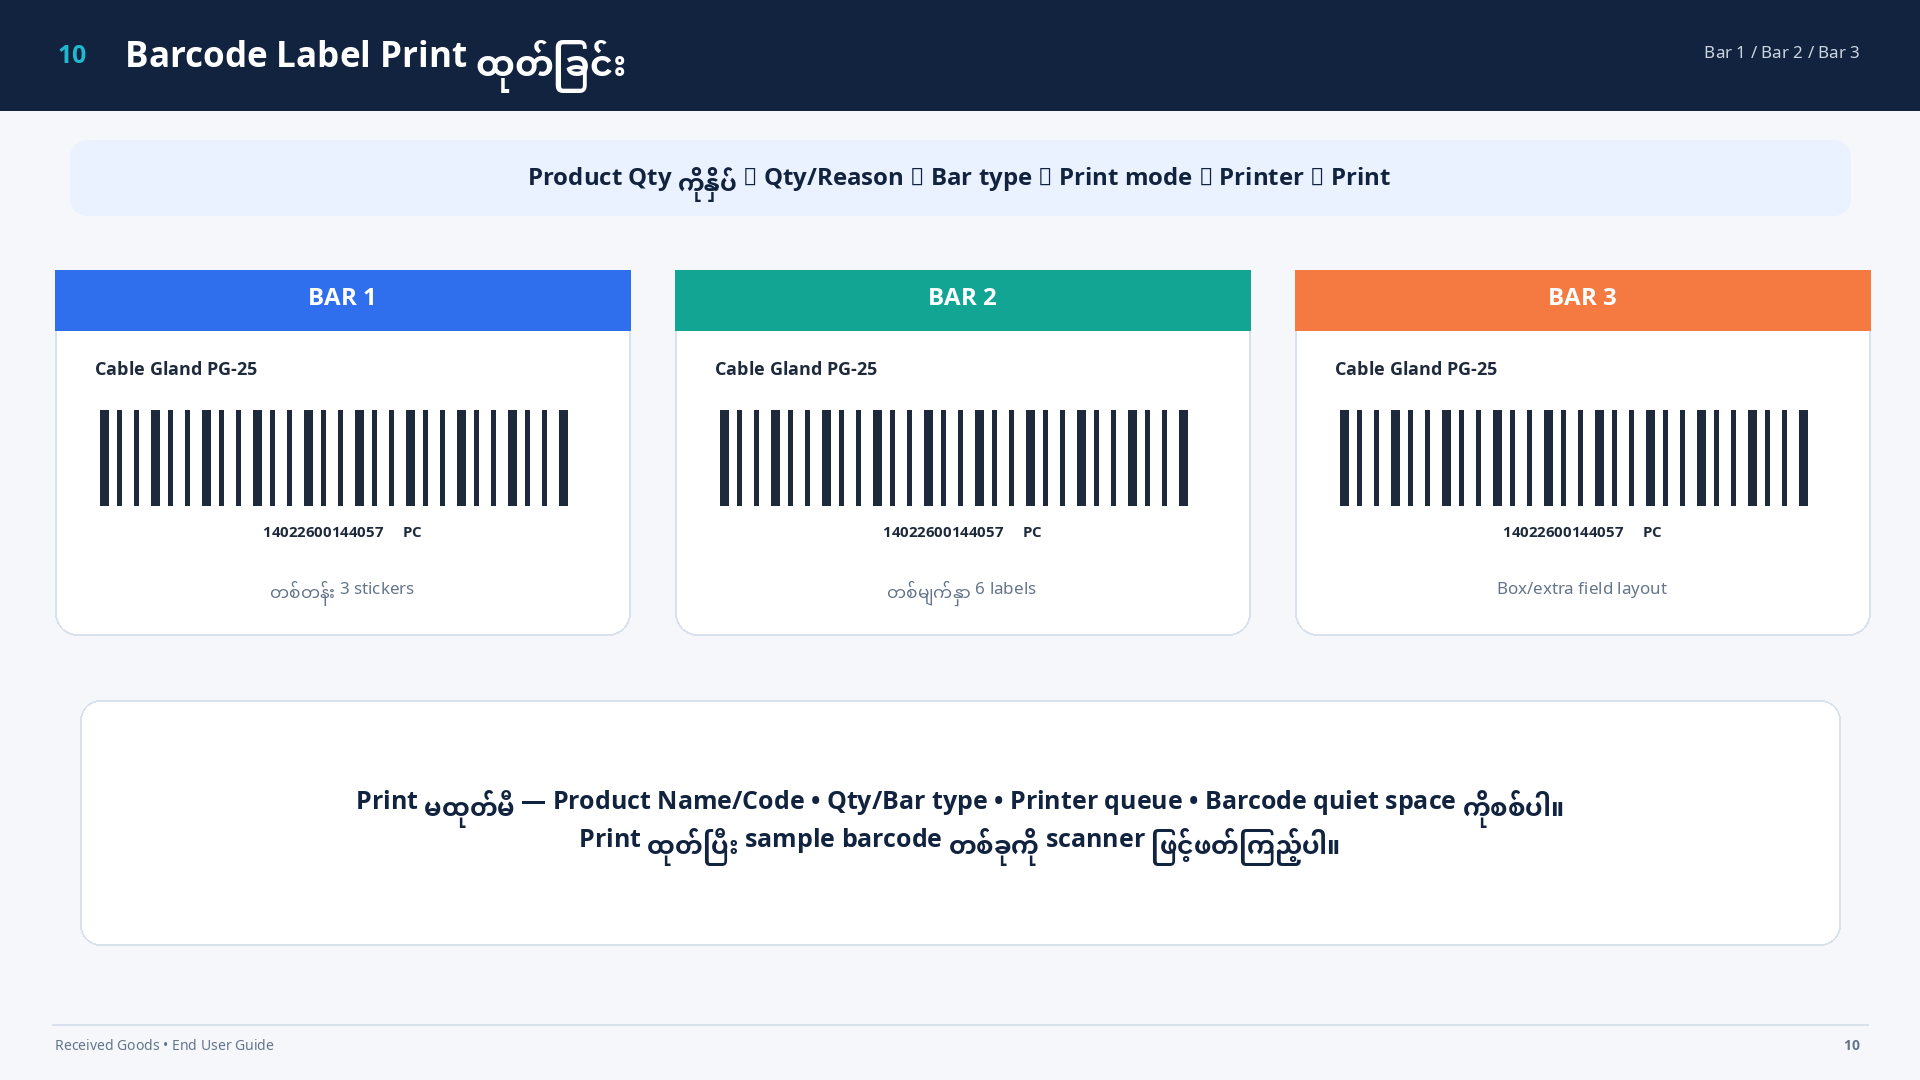 10 Barcode Label Print ထုတ်ခြင်း
Bar 1 / Bar 2 / Bar 3
Product Qty ကိုနှိပ် ▯ Qty/Reason ▯ Bar type ▯ Print mode ▯ Printer ▯ Print
BAR 1
Cable Gland PG-25
14022600144057 PC
တစ်တန်း 3 stickers
BAR 2
Cable Gland PG-25
14022600144057 PC
တစ်မျက်နှာ 6 labels
BAR 3
Cable Gland PG-25
14022600144057 PC
Box/extra field layout
Print မထုတ်မီ — Product Name/Code • Qty/Bar type • Printer queue • Barcode quiet space ကိုစစ်ပါ။
Print ထုတ်ပြီး sample barcode တစ်ခုကို scanner ဖြင့်ဖတ်ကြည့်ပါ။
Received Goods • End User Guide
10